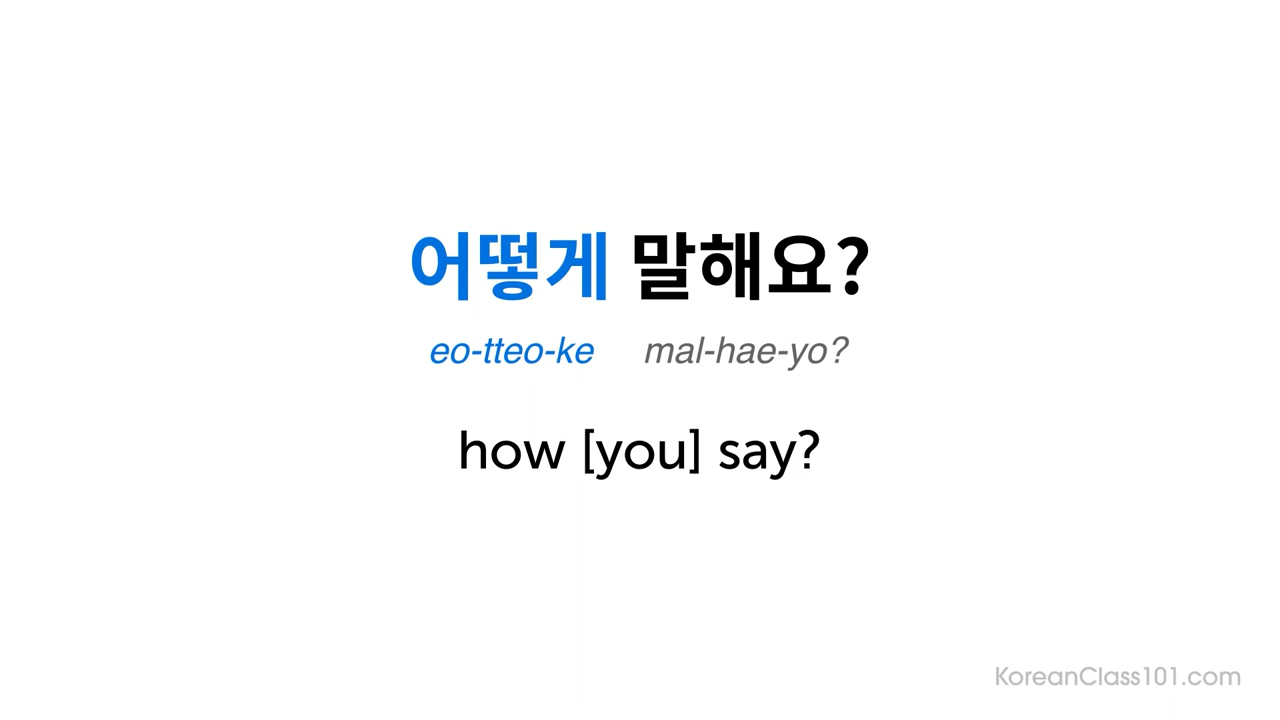 어떻게 말해요?
eo-tteo-ke mal-hae-yo?
how [you] say?
KoreanClass101.com